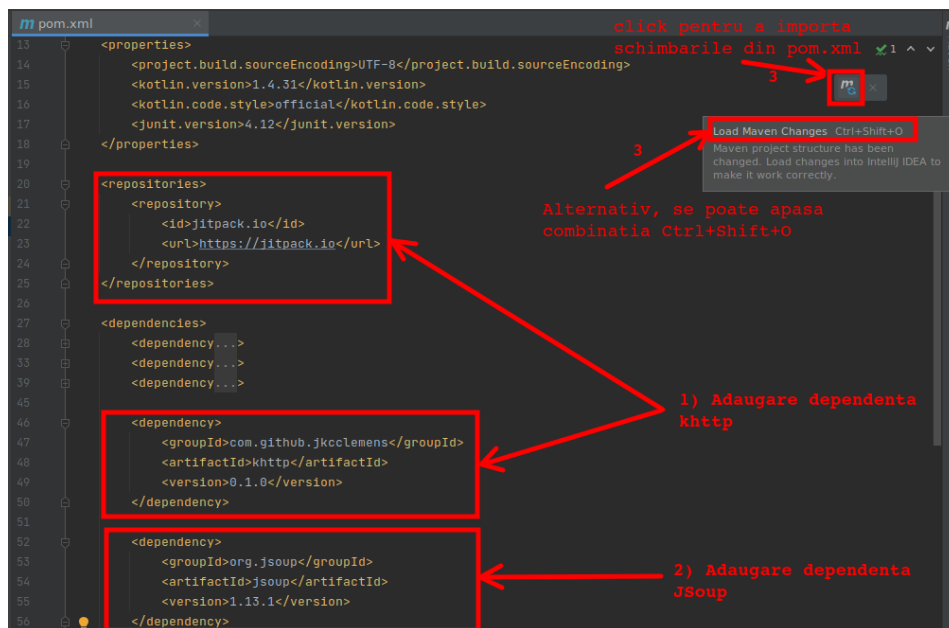 m pom.xml ×
click pentru a importa
schimbarile din pom.xml
1
3
13 <properties>
14 <project.build.sourceEncoding>UTF-8</project.build.sourceEncoding>
15 <kotlin.version>1.4.31</kotlin.version>
16 <kotlin.code.style>official</kotlin.code.style>
17 <junit.version>4.12</junit.version>
18 </properties>
19
Load Maven Changes Ctrl+Shift+O
Maven project structure has been
changed. Load changes into IntelliJ IDEA to
make it work correctly.
3
Alternativ, se poate apasa
combinatia Ctrl+Shift+O
20 <repositories>
21 <repository>
22 <id>jitpack.io</id>
23 <url>https://jitpack.io</url>
24 </repository>
25 </repositories>
26
27 <dependencies>
28 <dependency...>
33 <dependency...>
39 <dependency...>
45
1) Adaugare dependenta
khttp
46 <dependency>
47 <groupId>com.github.jkcclemens</groupId>
48 <artifactId>khttp</artifactId>
49 <version>0.1.0</version>
50 </dependency>
51
52 <dependency>
53 <groupId>org.jsoup</groupId>
54 <artifactId>jsoup</artifactId>
55 <version>1.13.1</version>
56 </dependency>
2) Adaugare dependenta
JSoup